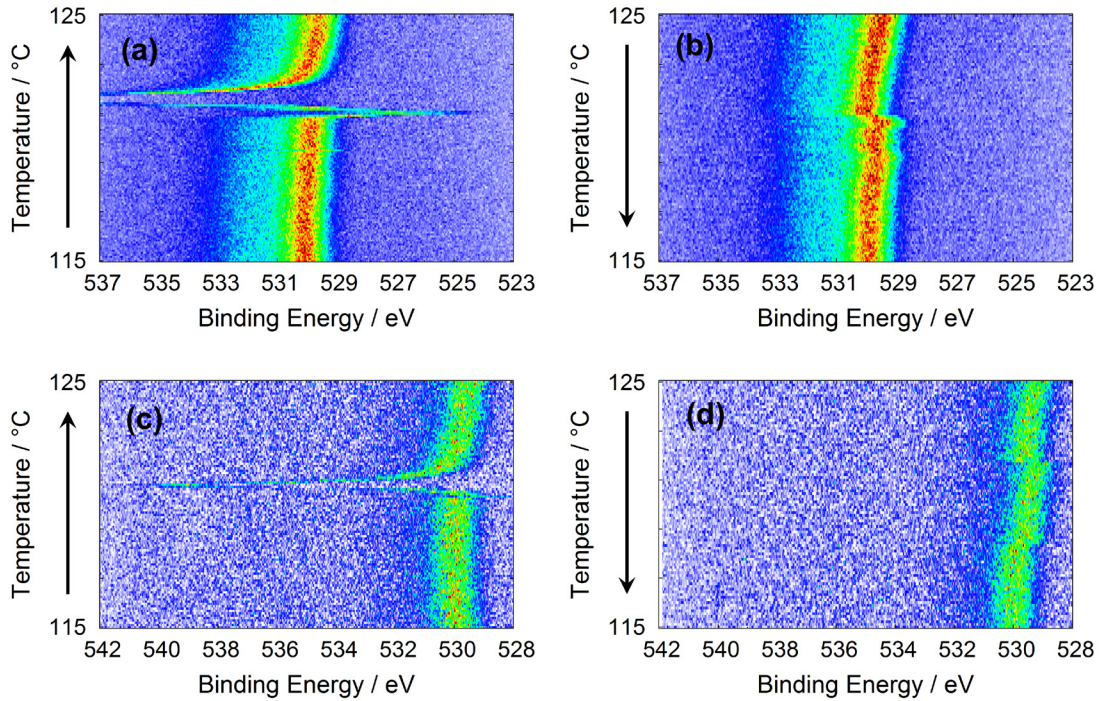 125
(a)
Temperature / °C
115
537 535 533 531 529 527 525 523
Binding Energy / eV
125
(b)
Temperature / °C
115
537 535 533 531 529 527 525 523
Binding Energy / eV
125
(c)
Temperature / °C
115
542 540 538 536 534 532 530 528
Binding Energy / eV
125
(d)
Temperature / °C
115
542 540 538 536 534 532 530 528
Binding Energy / eV